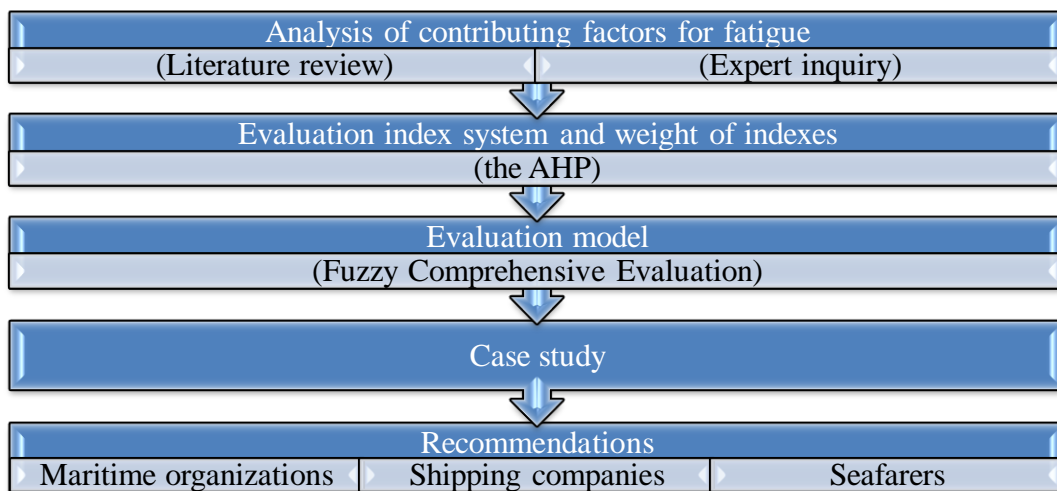 Analysis of contributing factors for fatigue
(Literature review) (Expert inquiry)
Evaluation index system and weight of indexes
(the AHP)
Evaluation model
(Fuzzy Comprehensive Evaluation)
Case study
Recommendations
Maritime organizations Shipping companies Seafarers